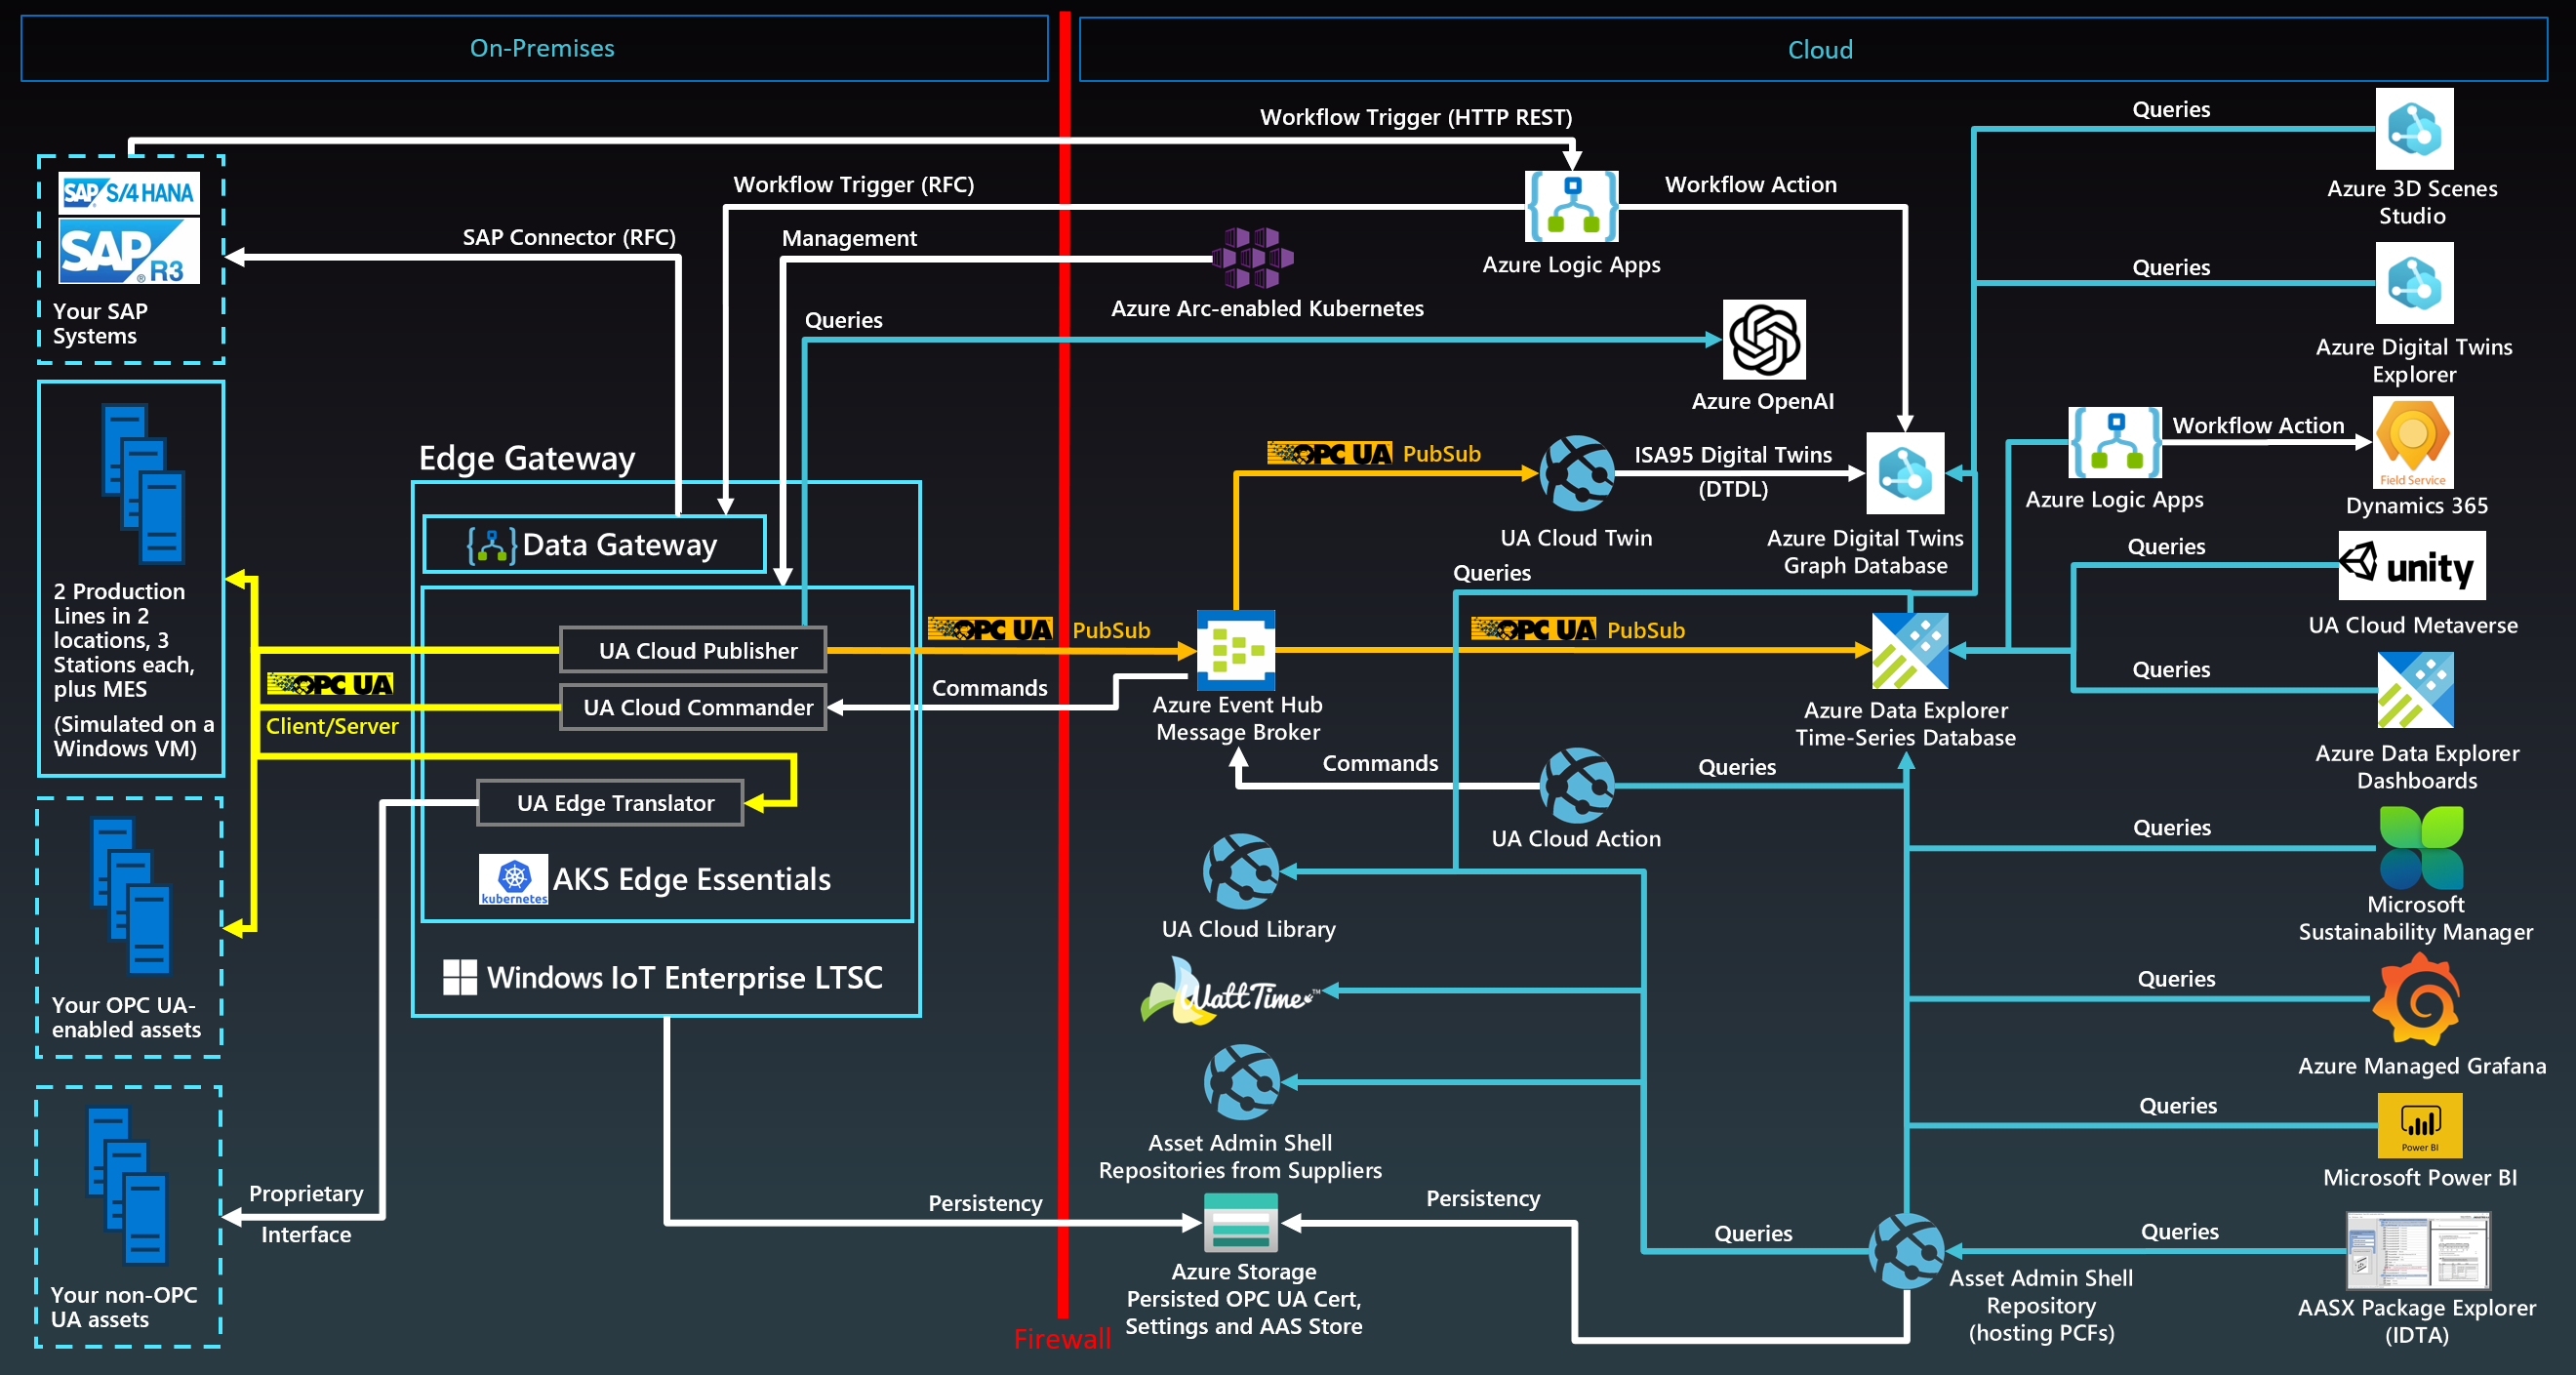 On-Premises
Cloud
Workflow Trigger (HTTP REST)
Queries
SAP S/4HANA
SAP R3
®
Your SAP
Systems
Workflow Trigger (RFC)
SAP Connector (RFC)
Management
Azure Arc-enabled Kubernetes
Queries
Azure Logic Apps
Workflow Action
Azure OpenAI
Azure 3D Scenes
Studio
Queries
Azure Digital Twins
Explorer
Azure Logic Apps
Workflow Action
Field Service
Dynamics 365
Edge Gateway
Data Gateway
OPC UA PubSub
UA Cloud Twin
ISA95 Digital Twins
(DTDL)
Azure Digital Twins
Graph Database
Queries
Queries
unity
UA Cloud Metaverse
2 Production
Lines in 2
locations, 3
Stations each,
plus MES
(Simulated on a
Windows VM)
OPC UA
Client/Server
UA Cloud Publisher
UA Cloud Commander
UA Edge Translator
OPC UA PubSub
Commands
Azure Event Hub
Message Broker
OPC UA PubSub
Azure Data Explorer
Time-Series Database
Queries
Azure Data Explorer
Dashboards
Commands
UA Cloud Action
Queries
kubernetes
AKS Edge Essentials
Windows IoT Enterprise LTSC
UA Cloud Library
WattTime™
Asset Admin Shell
Repositories from Suppliers
Queries
Microsoft
Sustainability Manager
Queries
Azure Managed Grafana
Queries
Power BI
Microsoft Power BI
Your OPC UA-
enabled assets
Your non-OPC
UA assets
Proprietary
Interface
Persistency
Firewall
Azure Storage
Persisted OPC UA Cert,
Settings and AAS Store
Persistency
Queries
Asset Admin Shell
Repository
(hosting PCFs)
Queries
AASX Package Explorer
(IDTA)